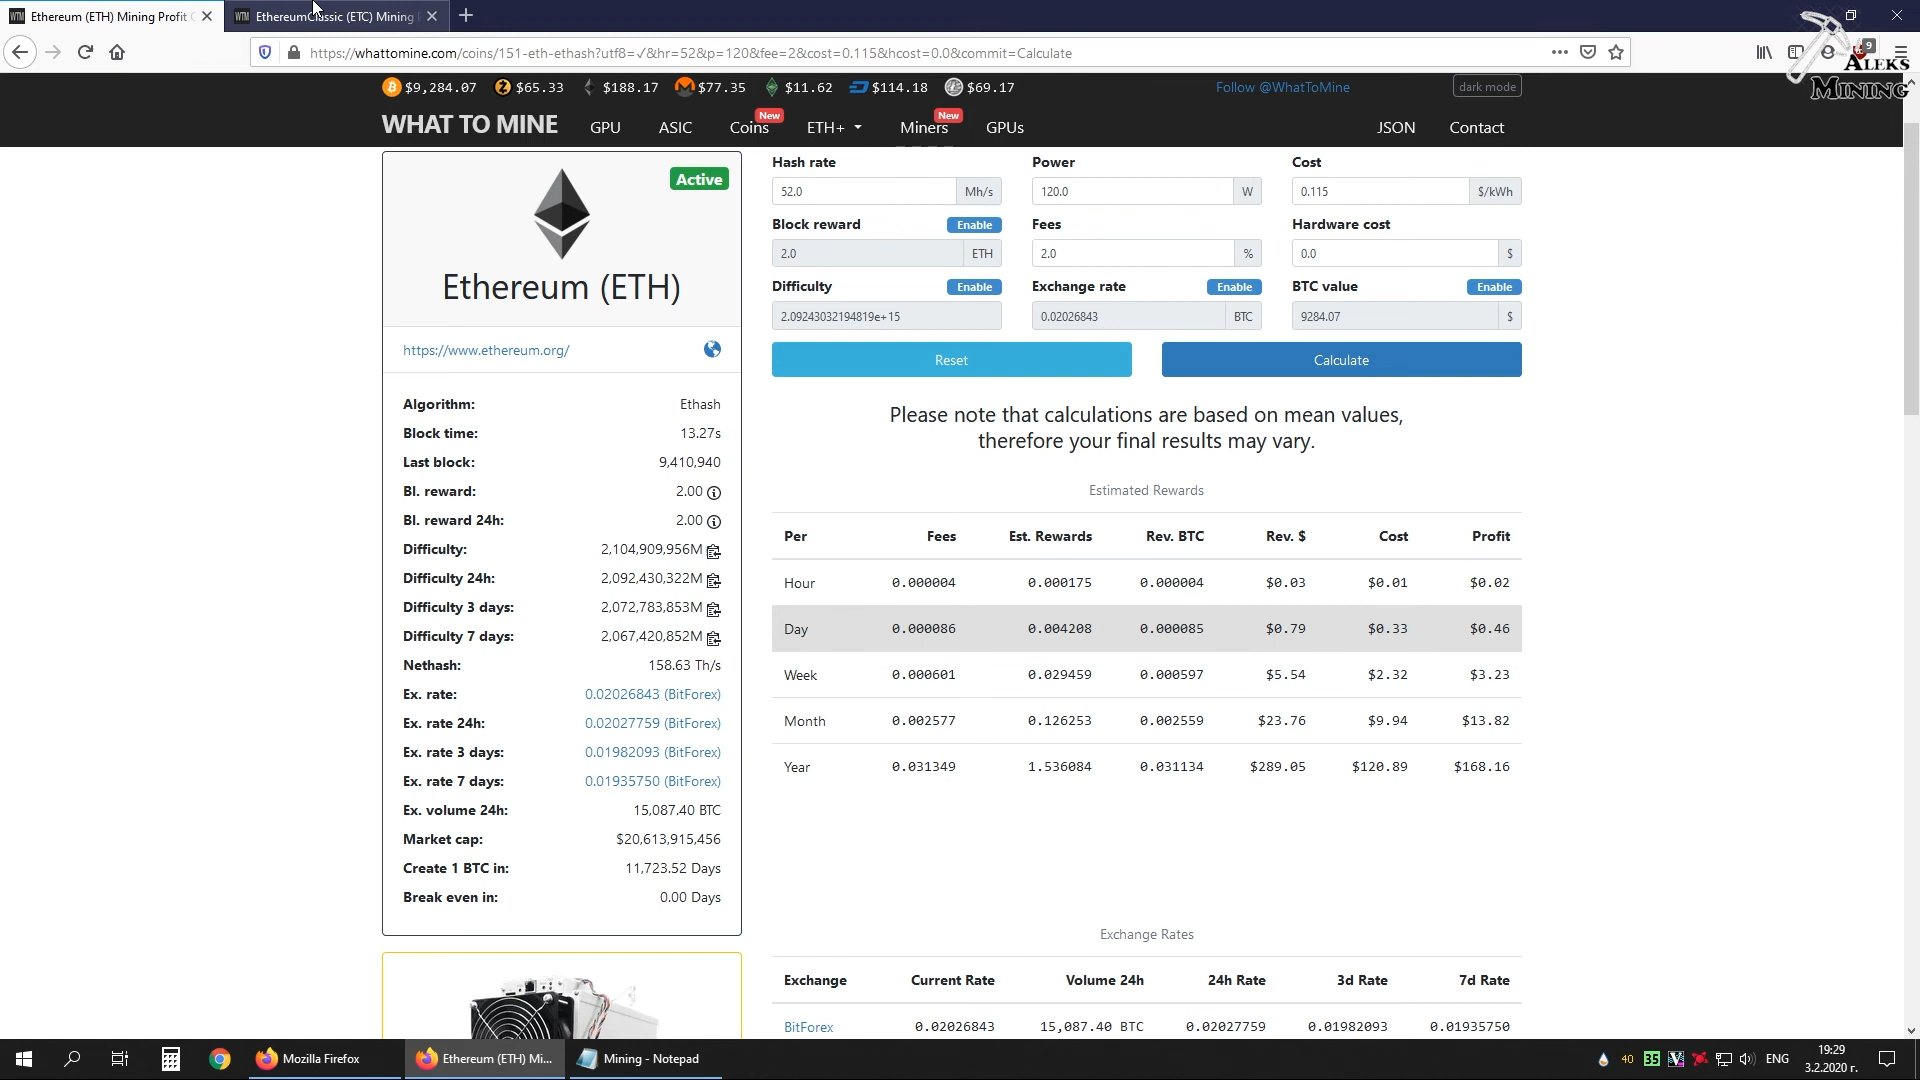 Ethereum (ETH) Mining Profit C
EthereumClassic (ETC) Mining P
https://whattomine.com/coins/151-eth-ethash?utf8=✓&hr=52&p=120&fee=2&cost=0.115&hcost=0.0&commit=Calculate
9
ALEKS
MINING
$9,284.07 $65.33 $188.17 $77.35 $11.62 $114.18 $69.17
Follow @WhatToMine
dark mode
WHAT TO MINE
GPU
ASIC
Coins New
ETH+
Miners New
GPUs
JSON
Contact
Active
Ethereum (ETH)
https://www.ethereum.org/
Algorithm: Ethash
Block time: 13.27s
Last block: 9,410,940
Bl. reward: 2.00
Bl. reward 24h: 2.00
Difficulty: 2,104,909,956M
Difficulty 24h: 2,092,430,322M
Difficulty 3 days: 2,072,783,853M
Difficulty 7 days: 2,067,420,852M
Nethash: 158.63 Th/s
Ex. rate: 0.02026843 (BitForex)
Ex. rate 24h: 0.02027759 (BitForex)
Ex. rate 3 days: 0.01982093 (BitForex)
Ex. rate 7 days: 0.01935750 (BitForex)
Ex. volume 24h: 15,087.40 BTC
Market cap: $20,613,915,456
Create 1 BTC in: 11,723.52 Days
Break even in: 0.00 Days
Hash rate Power Cost
52.0 Mh/s 120.0 W 0.115 $/kWh
Block reward Enable Fees Hardware cost
2.0 ETH 2.0 % 0.0 $
Difficulty Enable Exchange rate Enable BTC value Enable
2.09243032194819e+15 0.02026843 BTC 9284.07 $
Reset Calculate
Please note that calculations are based on mean values,
therefore your final results may vary.
Estimated Rewards
Per Fees Est. Rewards Rev. BTC Rev. $ Cost Profit
Hour 0.000004 0.000175 0.000004 $0.03 $0.01 $0.02
Day 0.000086 0.004208 0.000085 $0.79 $0.33 $0.46
Week 0.000601 0.029459 0.000597 $5.54 $2.32 $3.23
Month 0.002577 0.126253 0.002559 $23.76 $9.94 $13.82
Year 0.031349 1.536084 0.031134 $289.05 $120.89 $168.16
Exchange Rates
Exchange Current Rate Volume 24h 24h Rate 3d Rate 7d Rate
BitForex 0.02026843 15,087.40 BTC 0.02027759 0.01982093 0.01935750
Mozilla Firefox
Ethereum (ETH) Mi...
Mining - Notepad
40
35
ENG
19:29
3.2.2020 г.